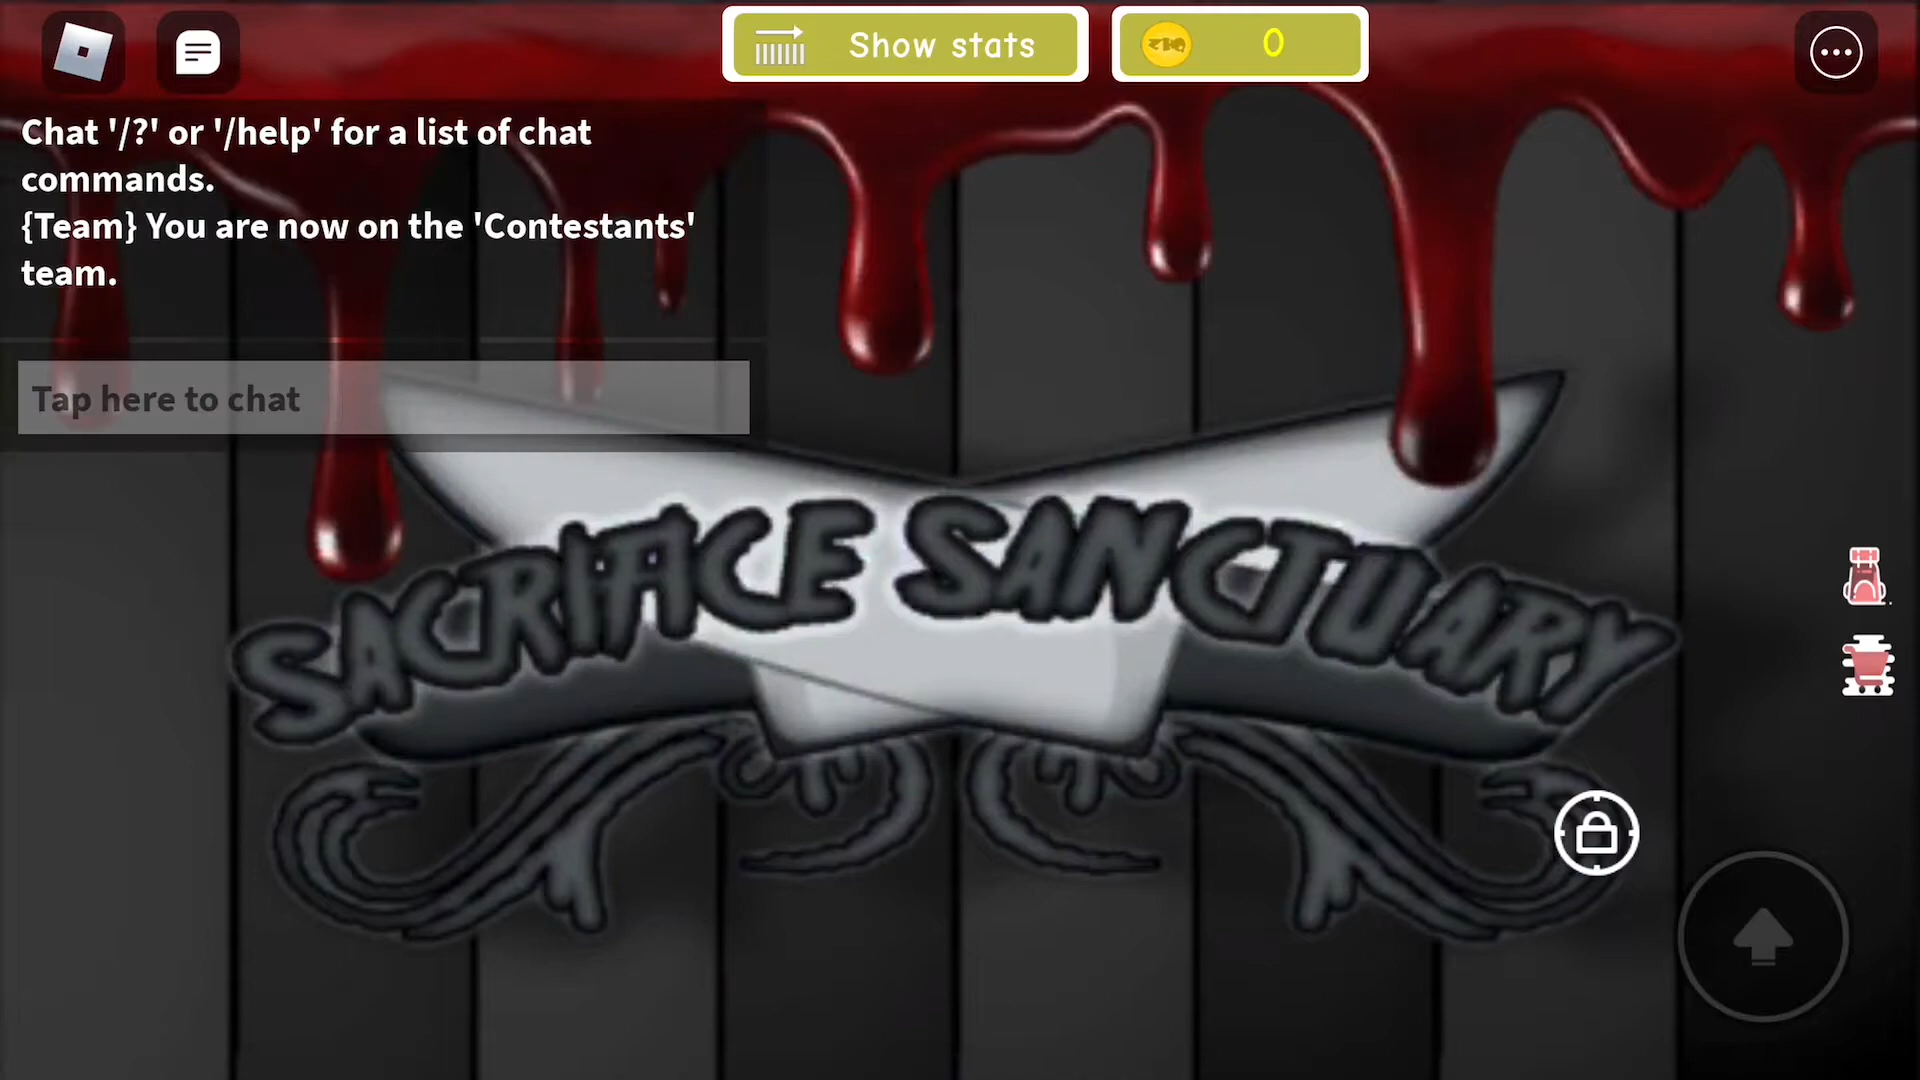 Show stats
0
Chat '/?' or '/help' for a list of chat
commands.
{Team} You are now on the 'Contestants'
team.
Tap here to chat
SACRIFICE SANCTUARY